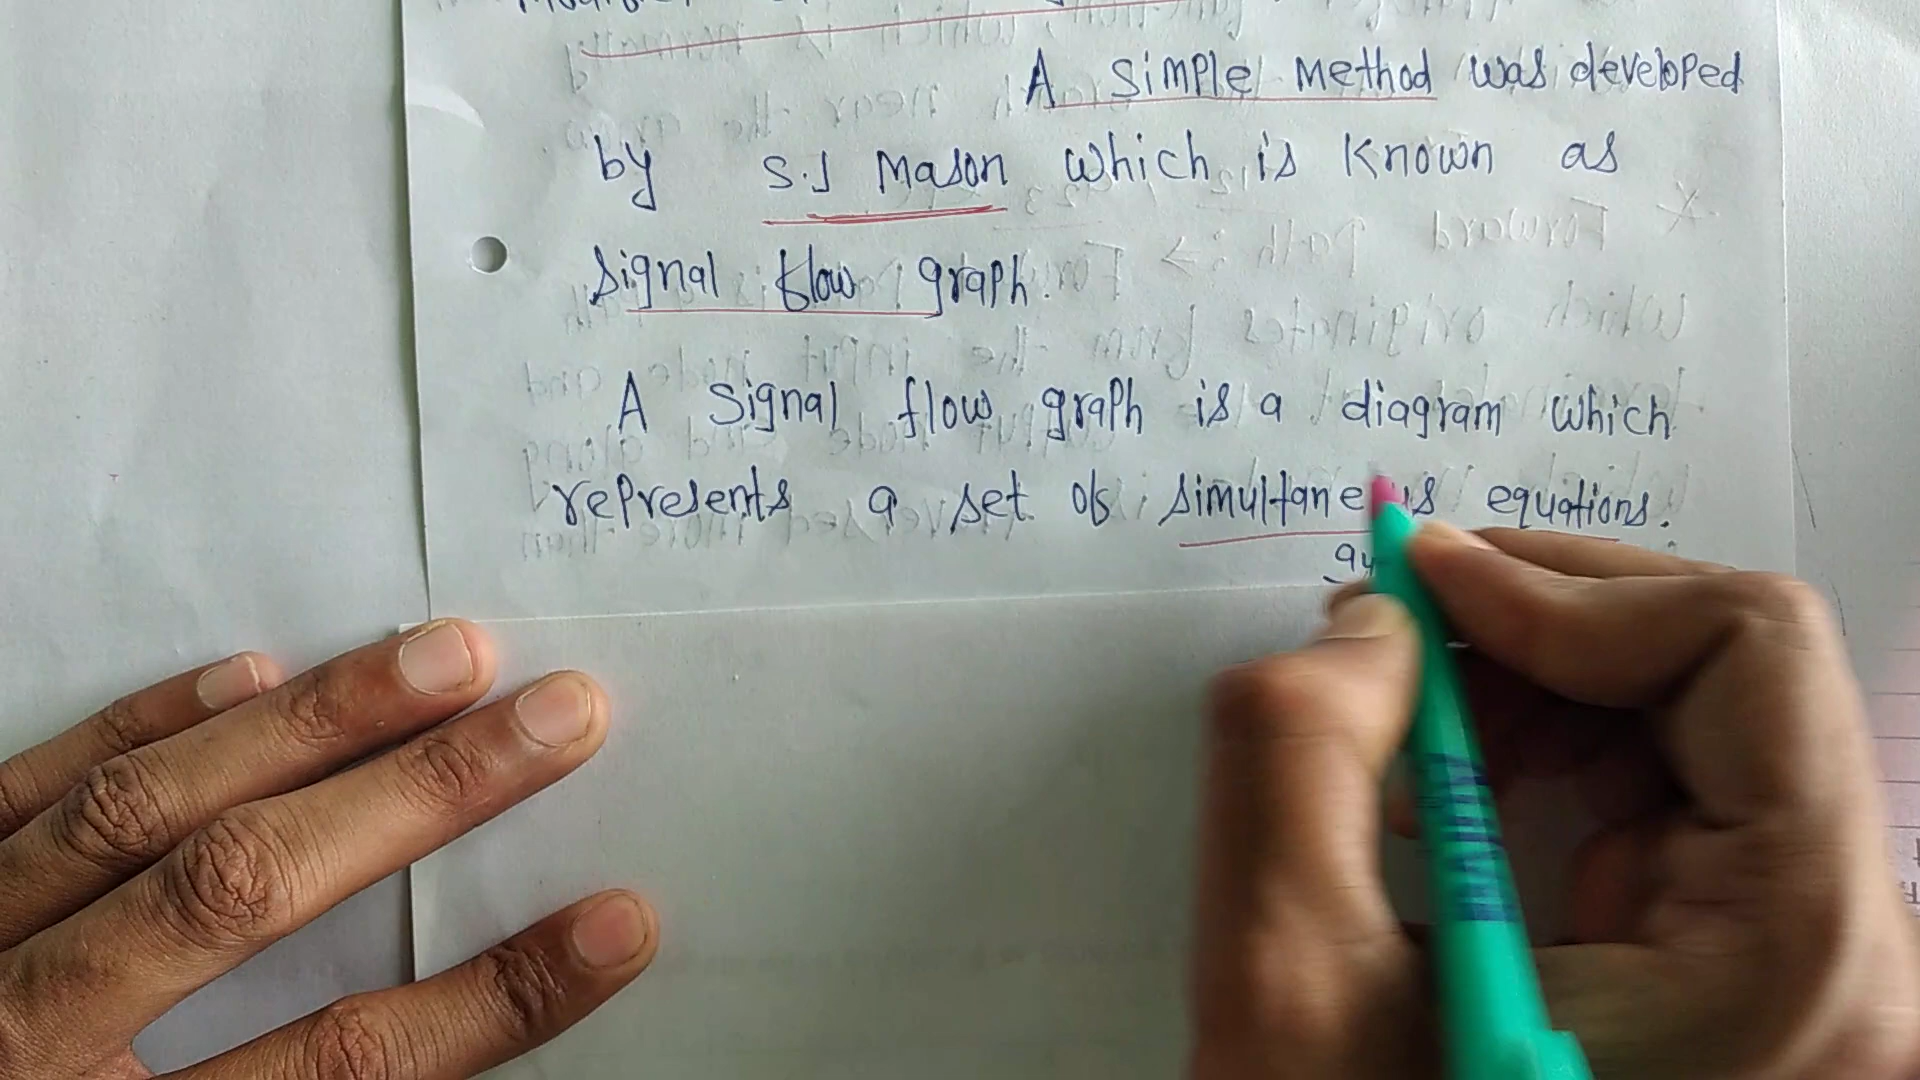 A simple method was developed
by S.J Mason which is known as
signal flow graph.
A signal flow graph is a diagram which
represents a set of simultaneous equations.